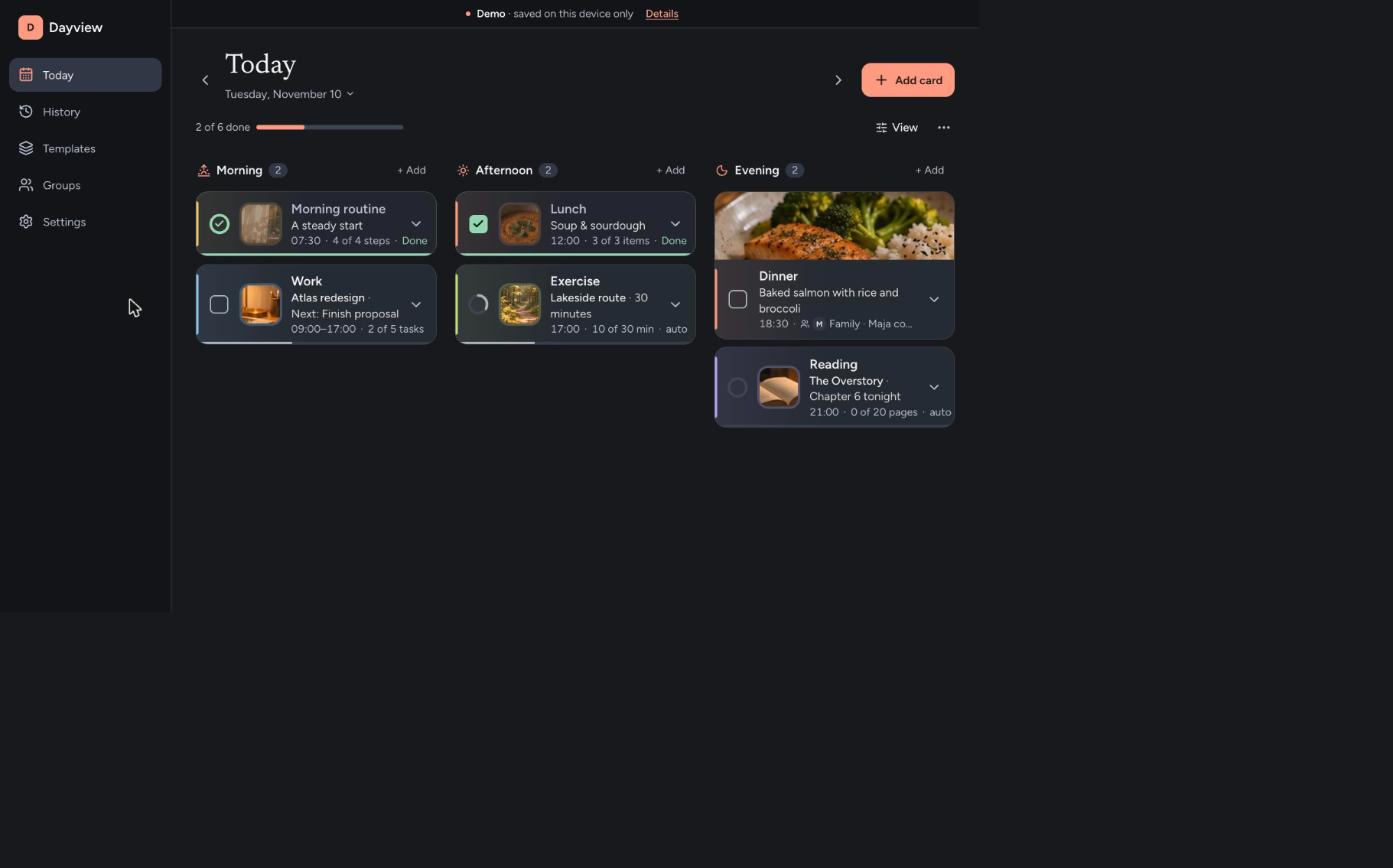 D Dayview
Today
History
Templates
Groups
Settings
Demo · saved on this device only Details
Today
Tuesday, November 10
+ Add card
2 of 6 done
View
Morning 2 + Add
Morning routine
A steady start
07:30 · 4 of 4 steps · Done
Work
Atlas redesign ·
Next: Finish proposal
09:00–17:00 · 2 of 5 tasks
Afternoon 2 + Add
Lunch
Soup & sourdough
12:00 · 3 of 3 items · Done
Exercise
Lakeside route · 30
minutes
17:00 · 10 of 30 min · auto
Evening 2 + Add
Dinner
Baked salmon with rice and
broccoli
18:30 · M Family · Maja co...
Reading
The Overstory ·
Chapter 6 tonight
21:00 · 0 of 20 pages · auto